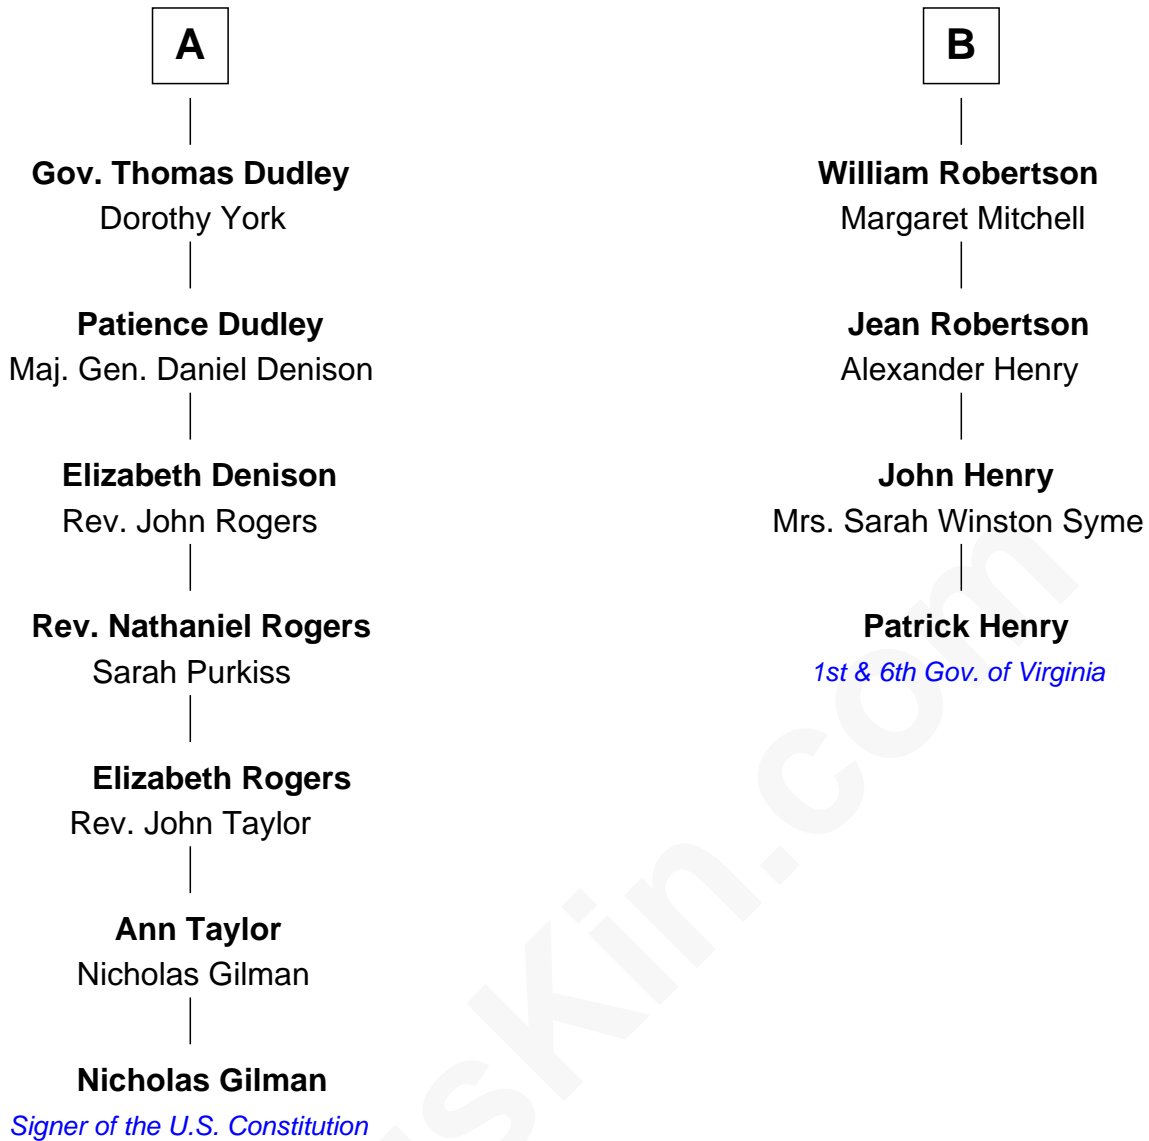 A
Gov. Thomas Dudley
Dorothy York
Patience Dudley
Maj. Gen. Daniel Denison
Elizabeth Denison
Rev. John Rogers
Rev. Nathaniel Rogers
Sarah Purkiss
Elizabeth Rogers
Rev. John Taylor
Ann Taylor
Nicholas Gilman
Nicholas Gilman
Signer of the U.S. Constitution
B
William Robertson
Margaret Mitchell
Jean Robertson
Alexander Henry
John Henry
Mrs. Sarah Winston Syme
Patrick Henry
1st & 6th Gov. of Virginia
sKin.com